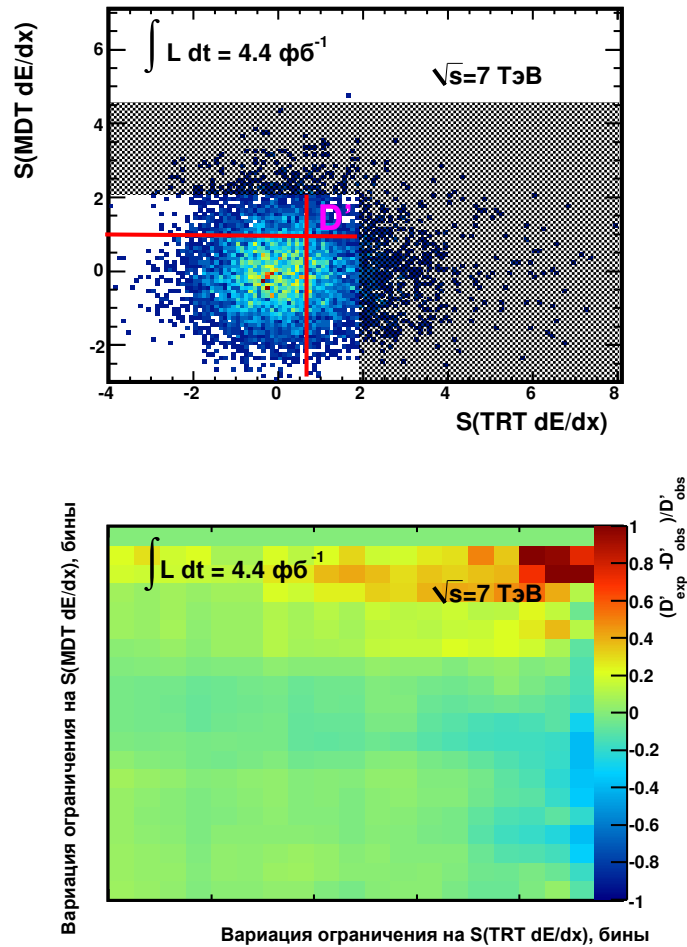 S(MDT dE/dx)
6
4
2
0
-2
∫ L dt = 4.4 фб⁻¹
√s=7 ТэВ
D'
-4 -2 0 2 4 6 8
S(TRT dE/dx)
Вариация ограничения на S(MDT dE/dx), бины
∫ L dt = 4.4 фб⁻¹
√s=7 ТэВ
1
0.8
0.6
0.4
0.2
0
-0.2
-0.4
-0.6
-0.8
-1
(D'exp -D'obs )/D'obs
Вариация ограничения на S(TRT dE/dx), бины